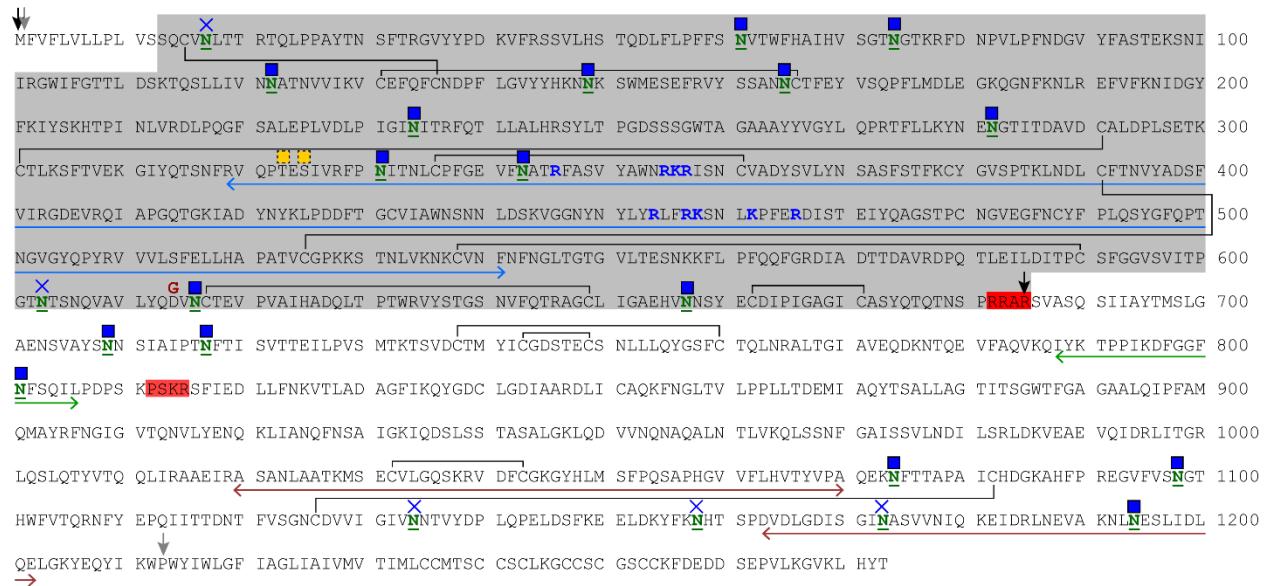 MFVFLVLLPL VSSQCVNLTT RTQLPPAYTN SFTRGVYYPD KVFRSSVLHS TQDLFLPFFS NVTWFHAIHV SGTNGTKRFD NPVLPFNDGV YFASTEKSNI 100
IRGWIFGTTL DSKTQSLLIV NNATNVVIKV CEFQFCNDPF LGVYYHKNNK SWMESEFRVY SSANNCTFEY VSQPFLMDLE GKQGNFKNLR EFVFKNIDGY 200
FKIYSKHTPI NLVRDLPQGF SALEPLVDLP IGINITRFQT LLALHRSYLT PGDSSSGWTA GAAAYYVGYL QPRTFLLKYN ENGTITDAVD CALDPLSETK 300
CTLKSFTVEK GIYQTSNFRV QPTESIVRFP NITNLCPFGE VFNATRFASV YAWNRKRISN CVADYSVLYN SASFSTFKCY GVSPTKLNDL CFTNVYADSF 400
VIRGDEVRQI APGQTGKIAD YNYKLPDDFT GCVIAWNSNN LDSKVGGNYN YLYRLFRKSN LKPFERDIST EIYQAGSTPC NGVEGFNCYF PLQSYGFQPT 500
NGVGYQPYRV VVLSFELLHA PATVCGPKKS TNLVKNKCVN FNFNGLTGTG VLTESNKKFL PFQQFGRDIA DTTDAVRDPQ TLEILDITPC SFGGVSVITP 600
G
GTNTSNQVAV LYQDVNCTEV PVAIHADQLT PTWRVYSTGS NVFQTRAGCL IGAEHVNNSY ECDIPIGAGI CASYQTQTNS PRRARSVASQ SIIAYTMSLG 700
AENSVAYSNN SIAIPTNFTI SVTTEILPVS MTKTSVDCTM YICGDSTECS NLLLQYGSFC TQLNRALTGI AVEQDKNTQE VFAQVKQIYK TPPIKDFGGF 800
NFSQILPDPS KPSKRSFIED LLFNKVTLAD AGFIKQYGDC LGDIAARDLI CAQKFNGLTV LPPLLTDEMI AQYTSALLAG TITSGWTFGA GAALQIPFAM 900
QMAYRFNGIG VTQNVLYENQ KLIANQFNSA IGKIQDSLSS TASALGKLQD VVNQNAQALN TLVKQLSSNF GAISSVLNDI LSRLDKVEAE VQIDRLITGR 1000
LQSLQTYVTQ QLIRAAEIRA SANLAATKMS ECVLGQSKRV DFCGKGYHLM SFPQSAPHGV VFLHVTYVPA QEKNFTTAPA ICHDGKAHFP REGVFVSNGT 1100
HWFVTQRNFY EPQIITTDNT FVSGNCDVVI GIVNNTVYDP LQPELDSFKE ELDKYFKNHT SPDVDLGDIS GINASVVNIQ KEIDRLNEVA KNLNESLIDL 1200
QELGKYEQYI KWPWYIWLGF IAGLIAIVMV TIMLCCMTSC CSCLKGCCSC GSCCKFDEDD SEPVLKGVKL HYT